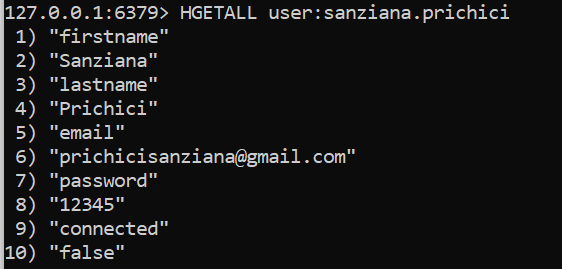 127.0.0.1:6379> HGETALL user:sanziana.prichici
1) "firstname"
2) "Sanziana"
3) "lastname"
4) "Prichici"
5) "email"
6) "prichicisanziana@gmail.com"
7) "password"
8) "12345"
9) "connected"
10) "false"